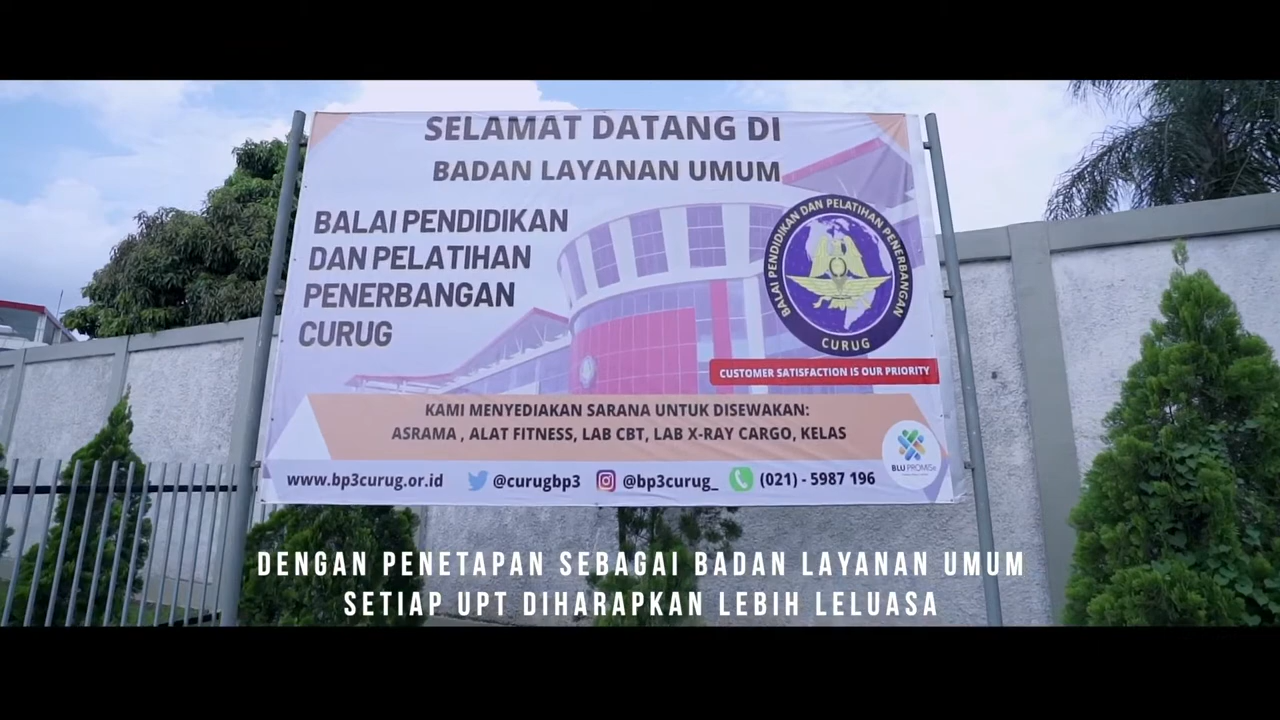 SELAMAT DATANG DI
BADAN LAYANAN UMUM
BALAI PENDIDIKAN
DAN PELATIHAN
PENERBANGAN
CURUG
BALAI PENDIDIKAN DAN PELATIHAN PENERBANGAN
CURUG
CUSTOMER SATISFACTION IS OUR PRIORITY
KAMI MENYEDIAKAN SARANA UNTUK DISEWAKAN:
ASRAMA , ALAT FITNESS, LAB CBT, LAB X-RAY CARGO, KELAS
BLU PROMISE
www.bp3curug.or.id @curugbp3 @bp3curug_ (021) - 5987 196
DENGAN PENETAPAN SEBAGAI BADAN LAYANAN UMUM
SETIAP UPT DIHARAPKAN LEBIH LELUASA